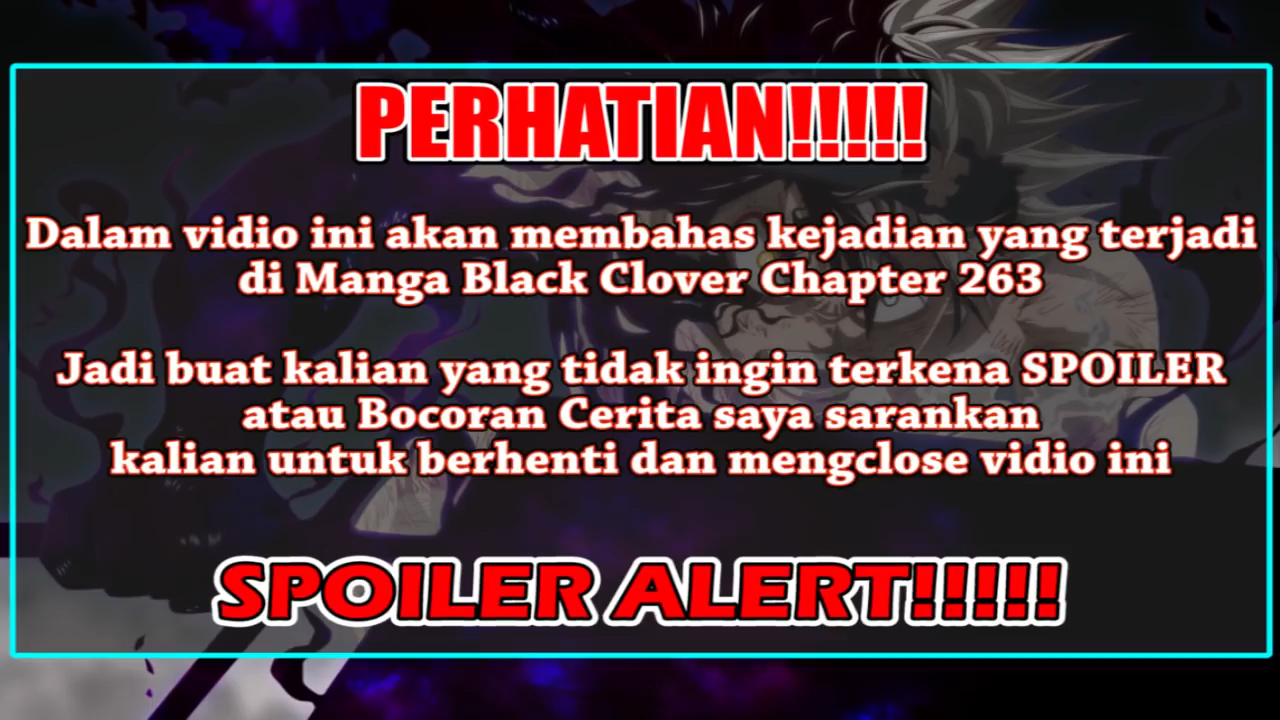 PERHATIAN!!!!!
Dalam vidio ini akan membahas kejadian yang terjadi
di Manga Black Clover Chapter 263
Jadi buat kalian yang tidak ingin terkena SPOILER
atau Bocoran Cerita saya sarankan
kalian untuk berhenti dan mengclose vidio ini
SPOILER ALERT!!!!!